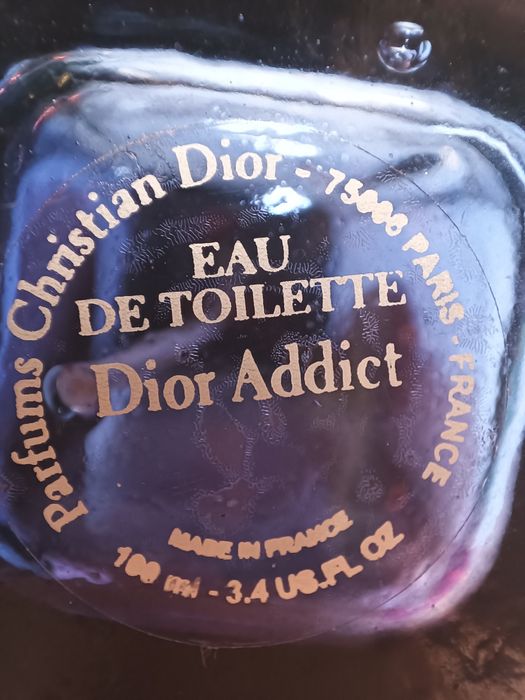 Parfums Christian Dior - 75008 PARIS - FRANCE
EAU
DE TOILETTE
Dior Addict
MADE IN FRANCE
100 ml - 3.4 US.FL OZ